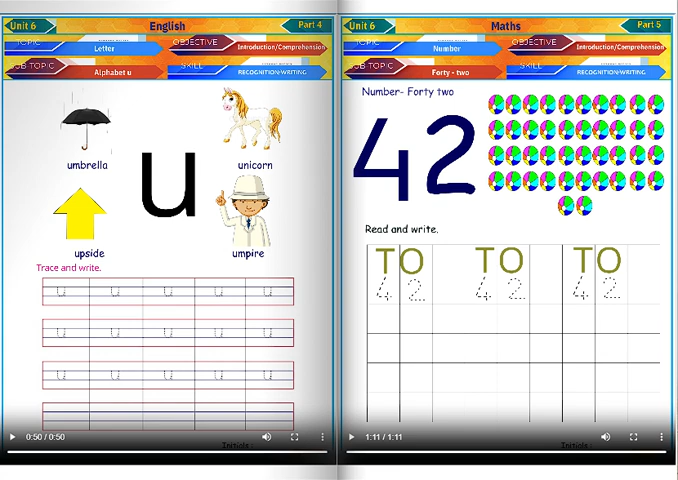 Unit 6 English Part 4
TOPIC Letter OBJECTIVE Introduction/Comprehension
SUB TOPIC Alphabet u SKILL RECOGNITION-WRITING
umbrella unicorn
u
upside umpire
Trace and write.
u u u u u
u u u u u
u u u u u
Initials :
0:50 / 0:50
Unit 6 Maths Part 5
TOPIC Number OBJECTIVE Introduction/Comprehension
SUB TOPIC Forty - two SKILL RECOGNITION-WRITING
Number- Forty two
42
Read and write.
TO TO TO
42 42 42
Initials :
1:11 / 1:11